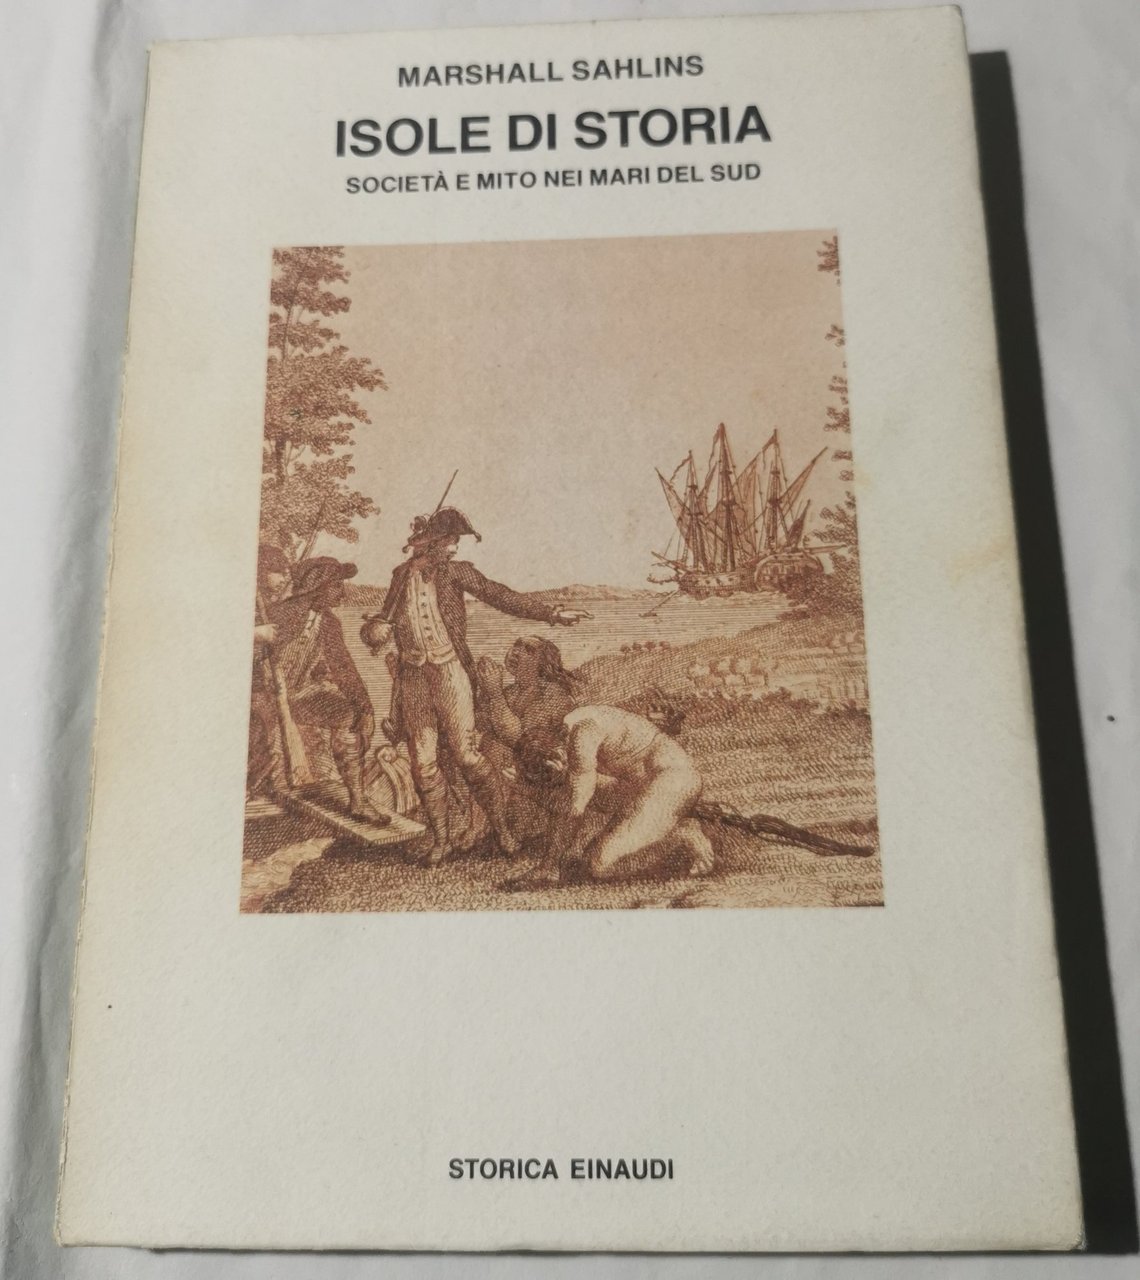 MARSHALL SAHLINS
ISOLE DI STORIA
SOCIETÀ E MITO NEI MARI DEL SUD
STORICA EINAUDI